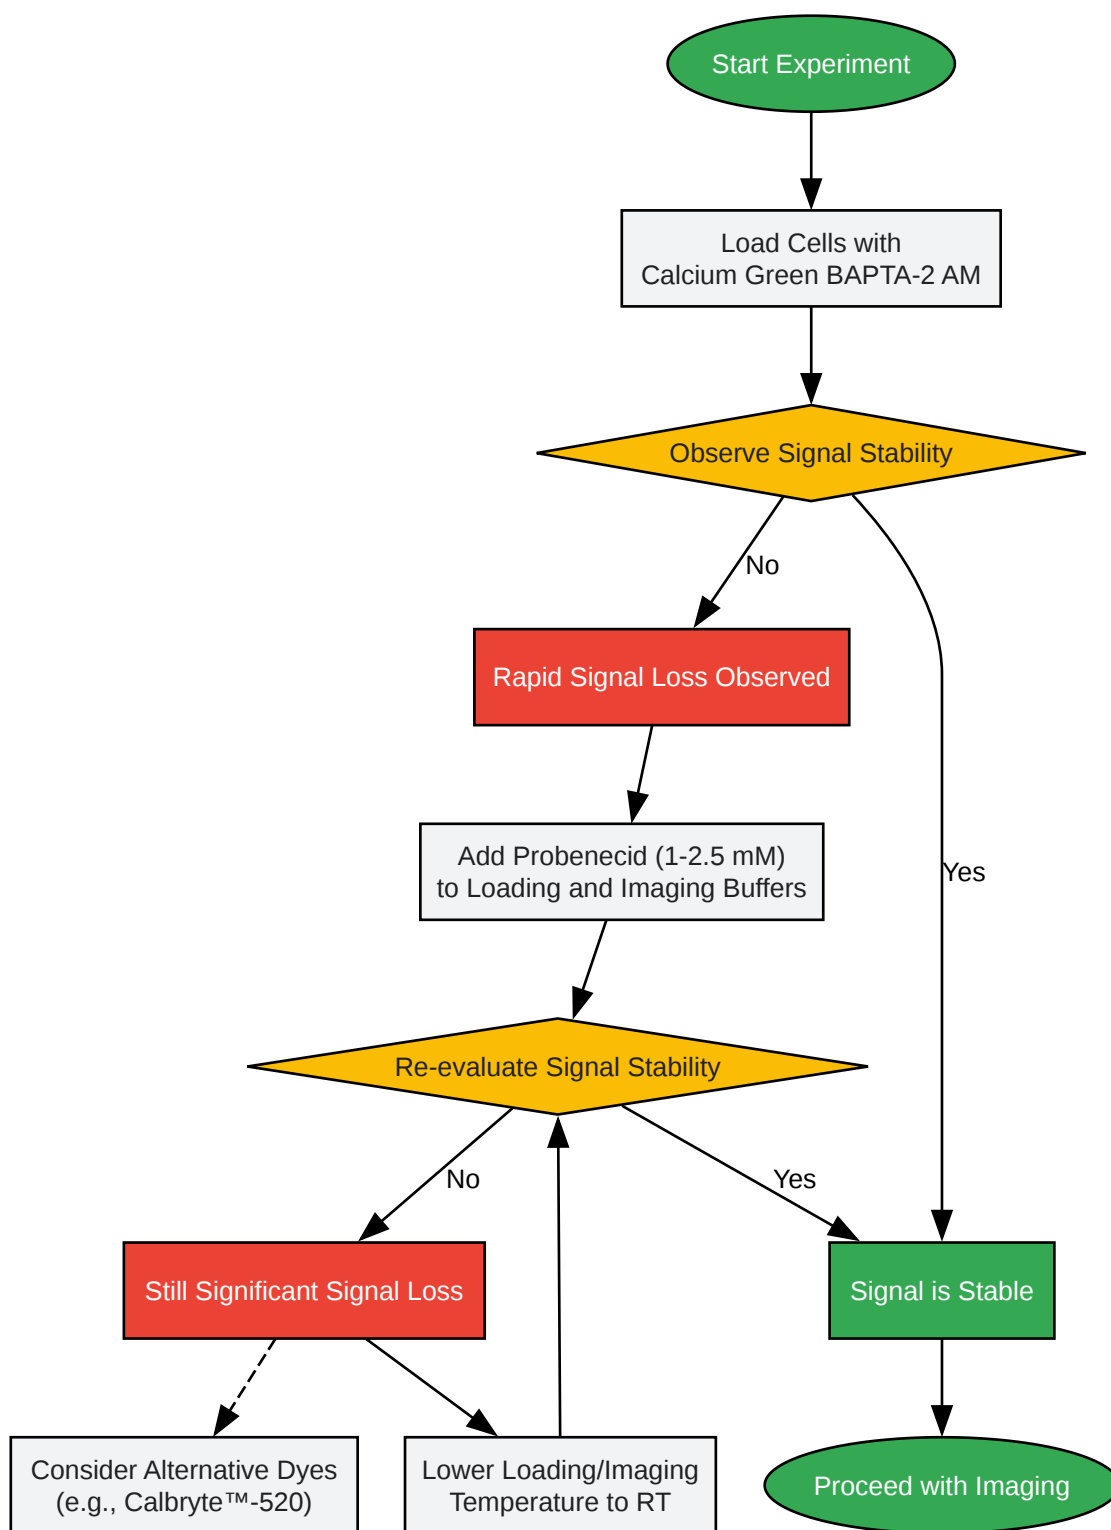 Start Experiment
Load Cells with
Calcium Green BAPTA-2 AM
Observe Signal Stability
No
Rapid Signal Loss Observed
Add Probenecid (1-2.5 mM)
to Loading and Imaging Buffers
Yes
Re-evaluate Signal Stability
No
Yes
Still Significant Signal Loss
Signal is Stable
Consider Alternative Dyes
(e.g., Calbryte™-520)
Lower Loading/Imaging
Temperature to RT
Proceed with Imaging